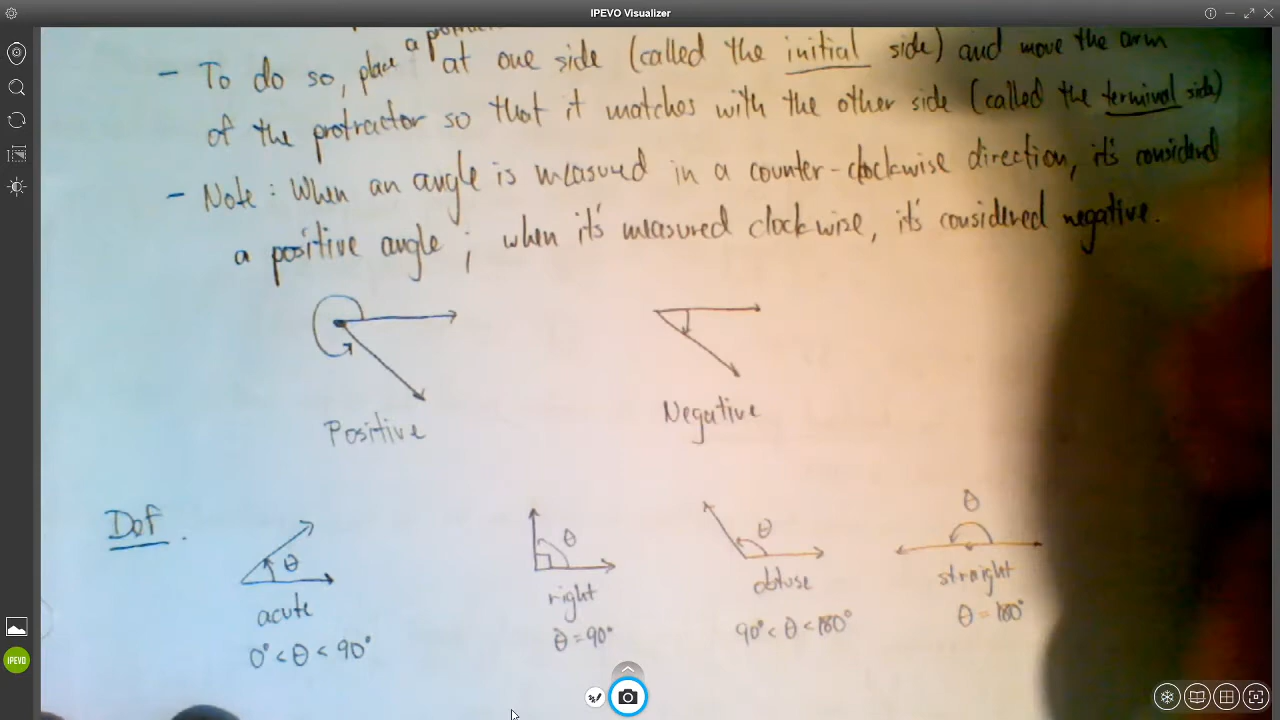 IPEVO Visualizer
a protra
- To do so, place at one side (called the initial side) and move the arm
of the protractor so that it matches with the other side (called the terminal side)
- Note: When an angle is measured in a counter-clockwise direction, it's considered
a positive angle; when it's measured clockwise, it's considered negative.
Positive
Negative
Def.
θ
θ
θ
θ
acute
right
obtuse
straight
0° < θ < 90°
θ = 90°
90° < θ < 180°
θ = 180°
IPEVO